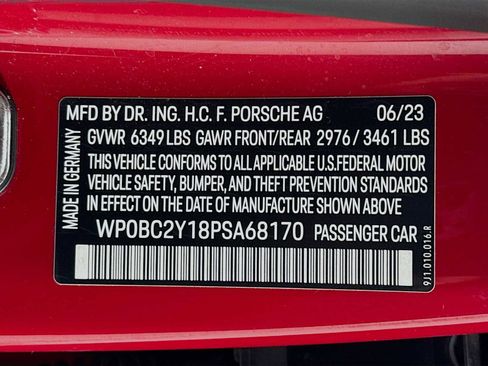 MADE IN GERMANY
MFD BY DR. ING. H.C. F. PORSCHE AG 06/23
GVWR 6349 LBS GAWR FRONT/REAR 2976 / 3461 LBS
THIS VEHICLE CONFORMS TO ALL APPLICABLE U.S.FEDERAL MOTOR
VEHICLE SAFETY, BUMPER, AND THEFT PREVENTION STANDARDS
IN EFFECT ON THE DATE OF MANUFACTURE SHOWN ABOVE
WP0BC2Y18PSA68170 PASSENGER CAR
9J1.010.016.R